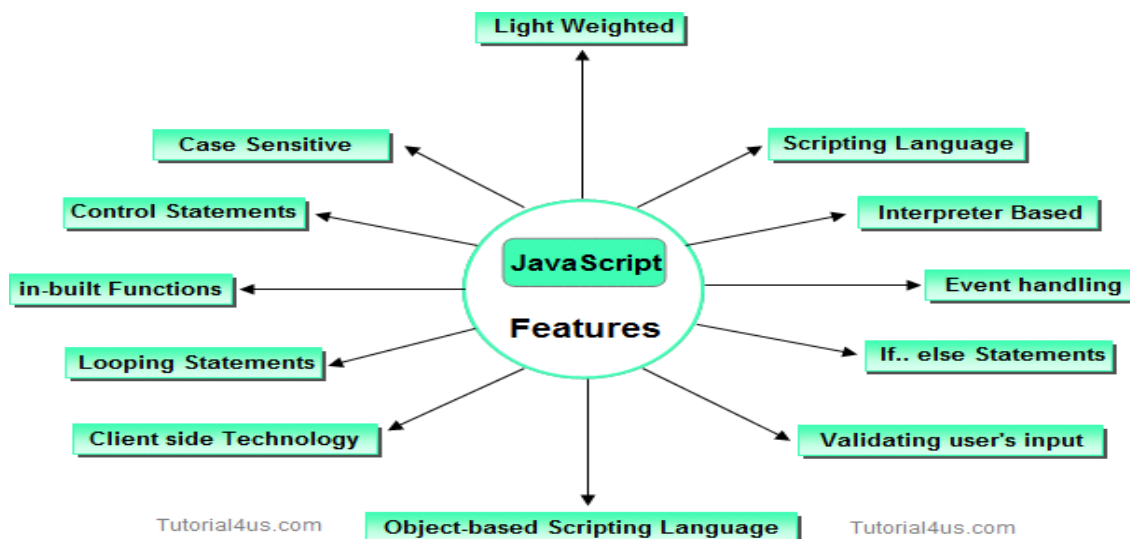 Light Weighted
Case Sensitive
Scripting Language
Control Statements
Interpreter Based
JavaScript
Features
in-built Functions
Event handling
Looping Statements
If.. else Statements
Client side Technology
Validating user's input
Tutorial4us.com
Object-based Scripting Language
Tutorial4us.com